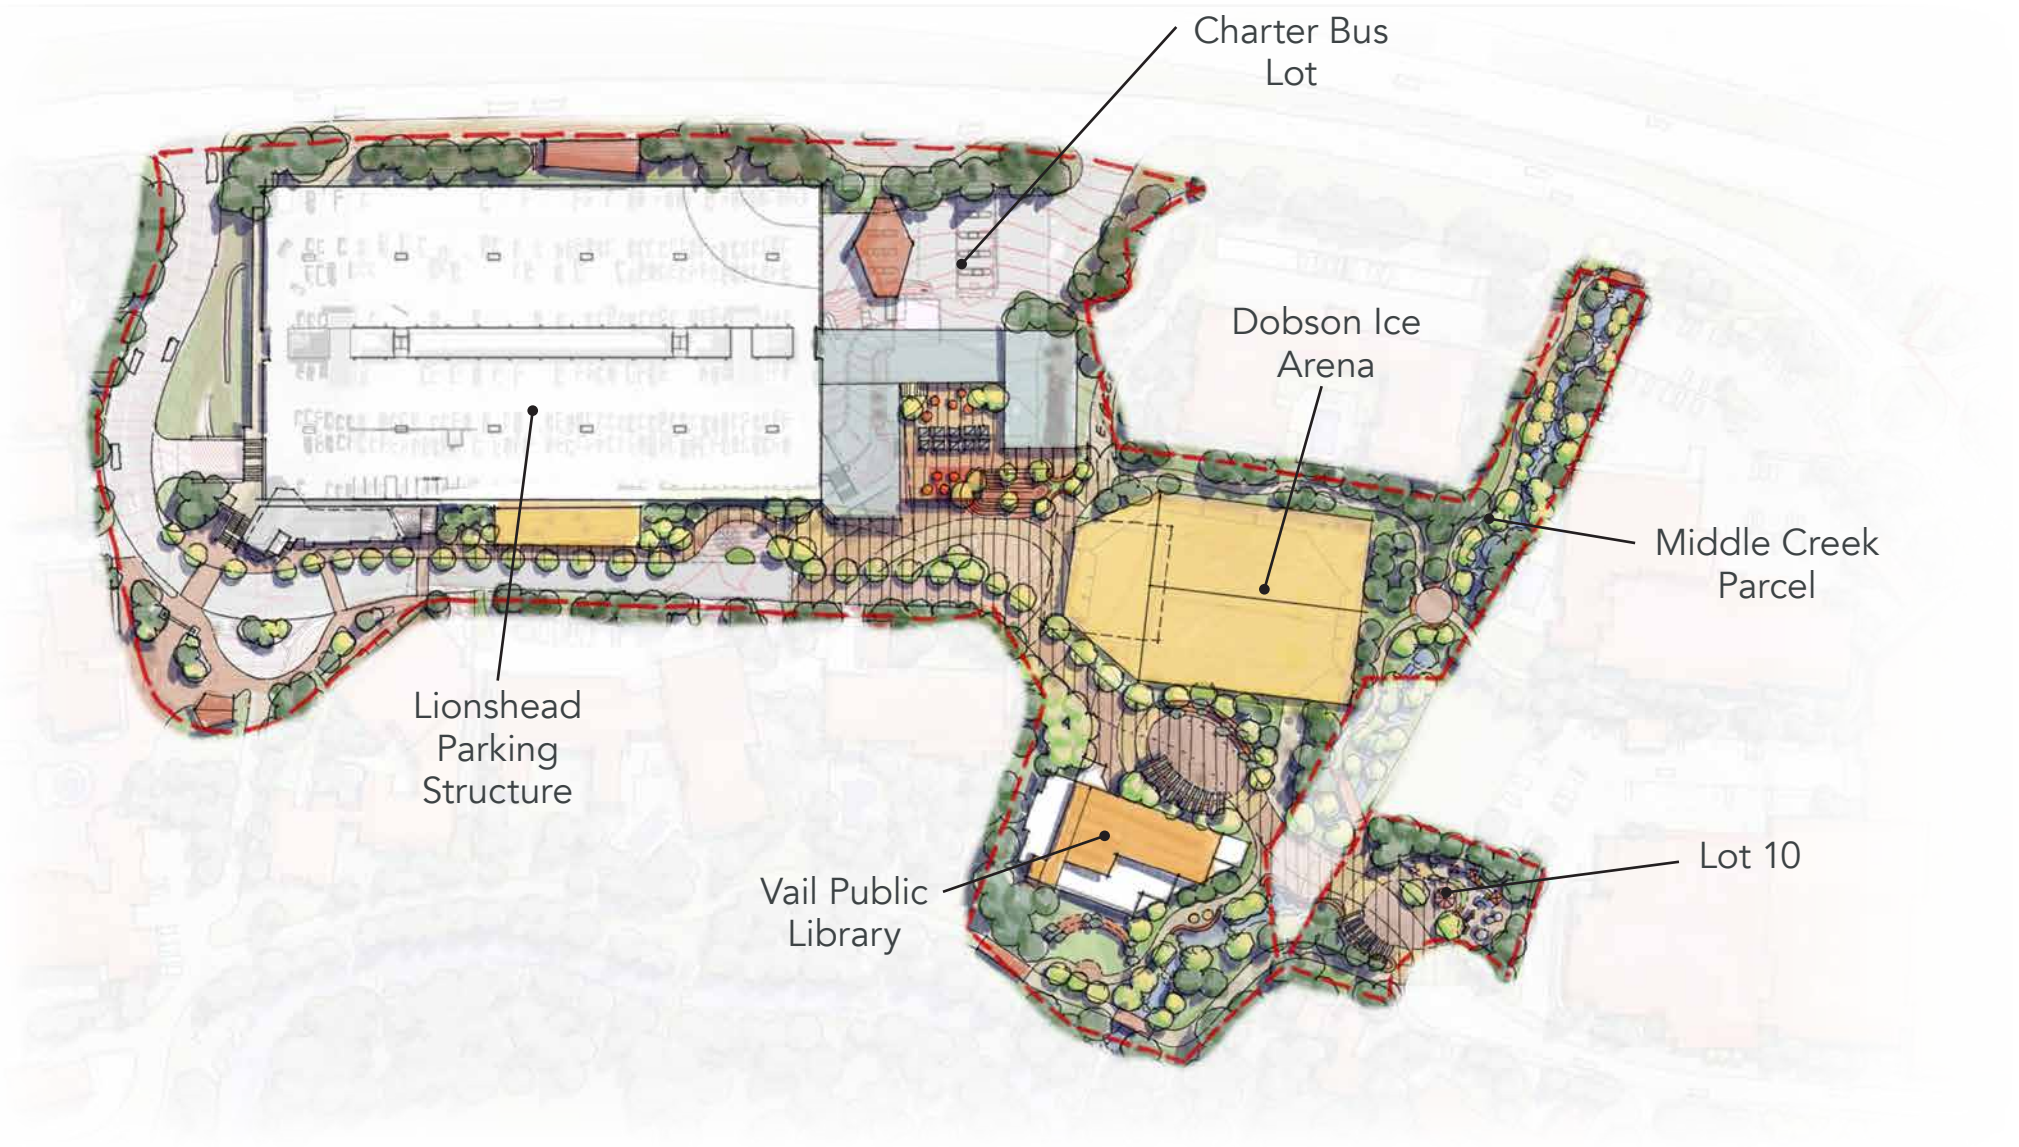 Charter Bus
Lot
Dobson Ice
Arena
Middle Creek
Parcel
Lionshead
Parking
Structure
Vail Public
Library
Lot 10